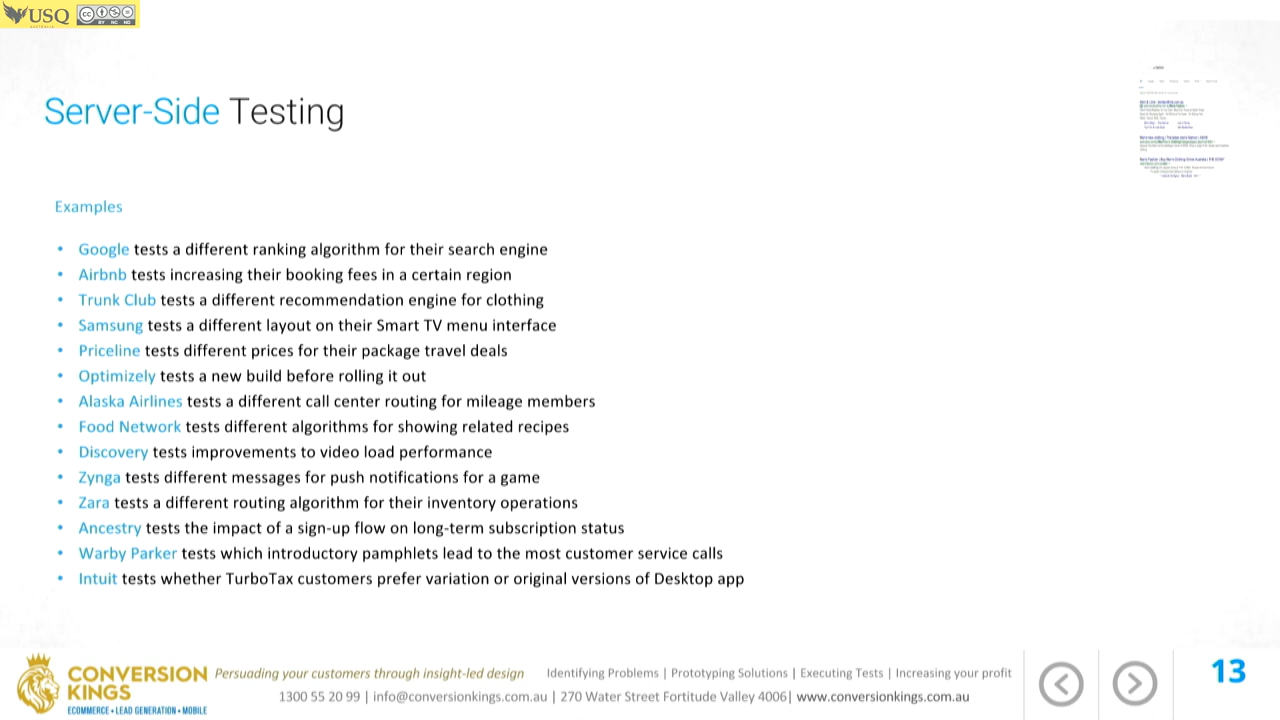 USQ
AUSTRALIA
CC BY NC ND
Server-Side Testing
Examples
• Google tests a different ranking algorithm for their search engine
• Airbnb tests increasing their booking fees in a certain region
• Trunk Club tests a different recommendation engine for clothing
• Samsung tests a different layout on their Smart TV menu interface
• Priceline tests different prices for their package travel deals
• Optimizely tests a new build before rolling it out
• Alaska Airlines tests a different call center routing for mileage members
• Food Network tests different algorithms for showing related recipes
• Discovery tests improvements to video load performance
• Zynga tests different messages for push notifications for a game
• Zara tests a different routing algorithm for their inventory operations
• Ancestry tests the impact of a sign-up flow on long-term subscription status
• Warby Parker tests which introductory pamphlets lead to the most customer service calls
• Intuit tests whether TurboTax customers prefer variation or original versions of Desktop app
CONVERSION
KINGS
ECOMMERCE • LEAD GENERATION • MOBILE
Persuading your customers through insight-led design
Identifying Problems | Prototyping Solutions | Executing Tests | Increasing your profit
1300 55 20 99 | info@conversionkings.com.au | 270 Water Street Fortitude Valley 4006| www.conversionkings.com.au
13